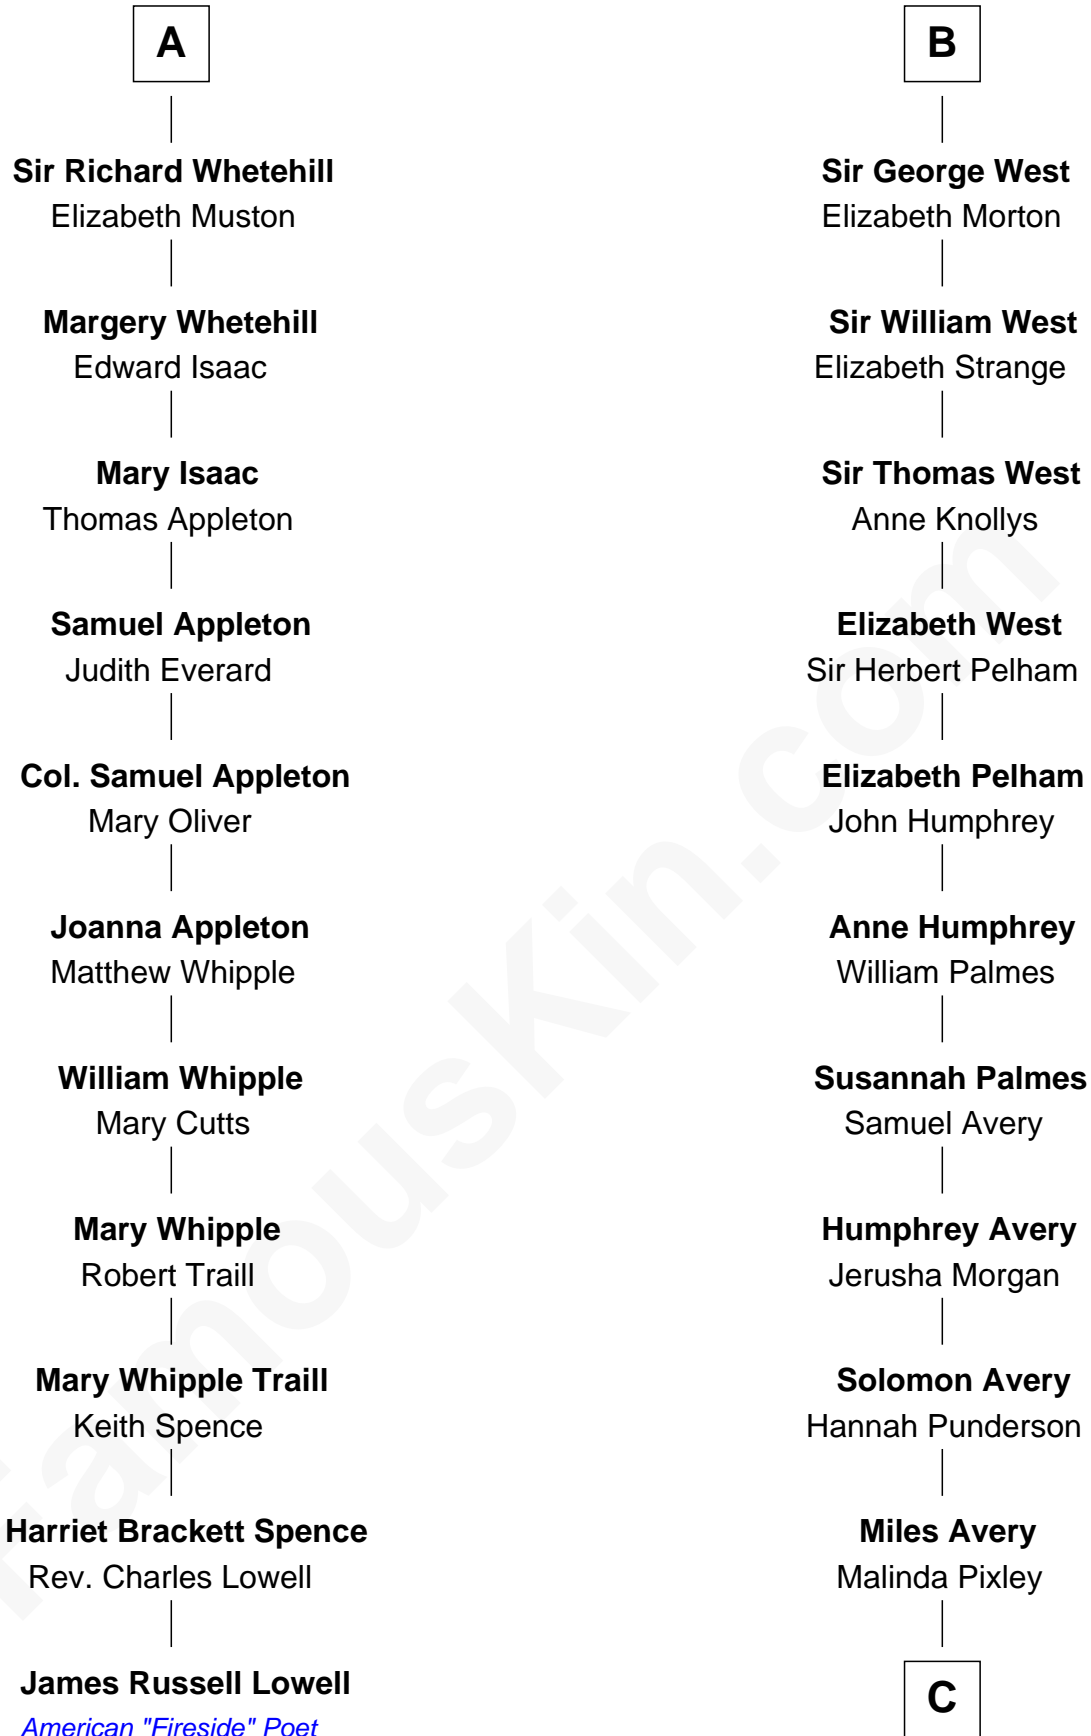 A
Sir Richard Whetehill
Elizabeth Muston
Margery Whetehill
Edward Isaac
Mary Isaac
Thomas Appleton
Samuel Appleton
Judith Everard
Col. Samuel Appleton
Mary Oliver
Joanna Appleton
Matthew Whipple
William Whipple
Mary Cutts
Mary Whipple
Robert Traill
Mary Whipple Traill
Keith Spence
Harriet Brackett Spence
Rev. Charles Lowell
James Russell Lowell
American "Fireside" Poet
B
Sir George West
Elizabeth Morton
Sir William West
Elizabeth Strange
Sir Thomas West
Anne Knollys
Elizabeth West
Sir Herbert Pelham
Elizabeth Pelham
John Humphrey
Anne Humphrey
William Palmes
Susannah Palmes
Samuel Avery
Humphrey Avery
Jerusha Morgan
Solomon Avery
Hannah Punderson
Miles Avery
Malinda Pixley
C
famouskin.com